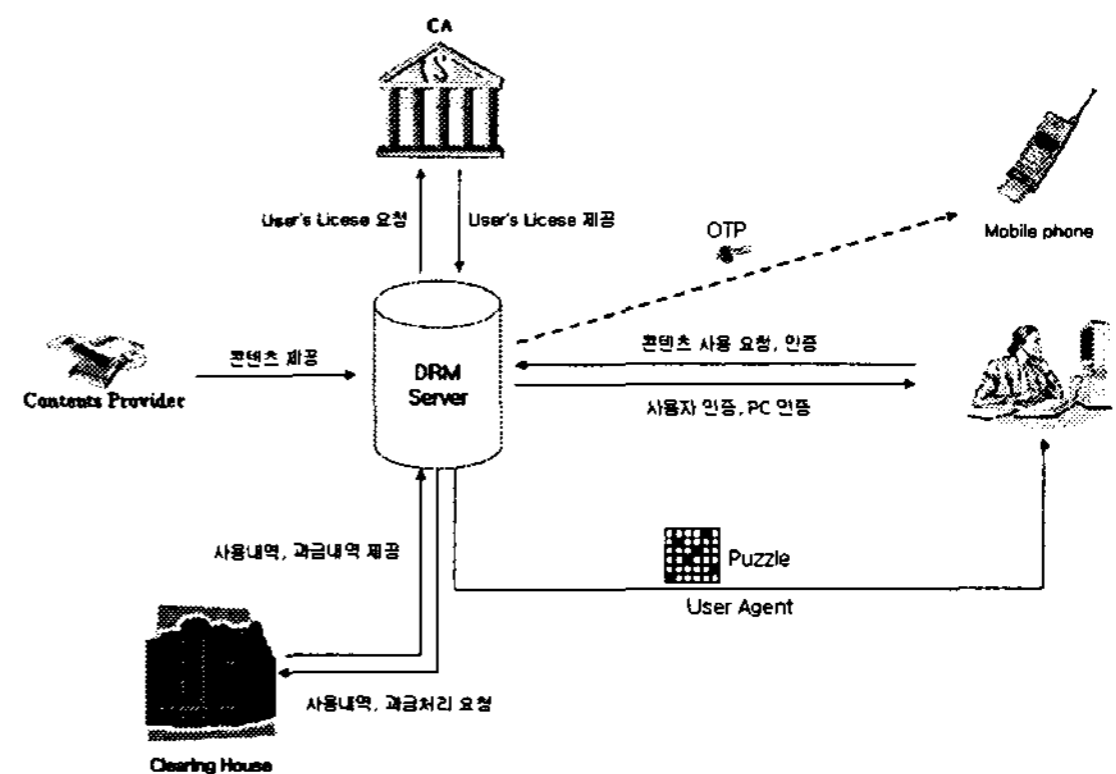 CA
User's Licese 요청
User's Licese 제공
OTP
Mobile phone
콘텐츠 제공
Contents Provider
DRM
Server
콘텐츠 사용 요청, 인증
사용자 인증, PC 인증
사용내역, 과금내역 제공
Puzzle
User Agent
사용내역, 과금처리 요청
Clearing House